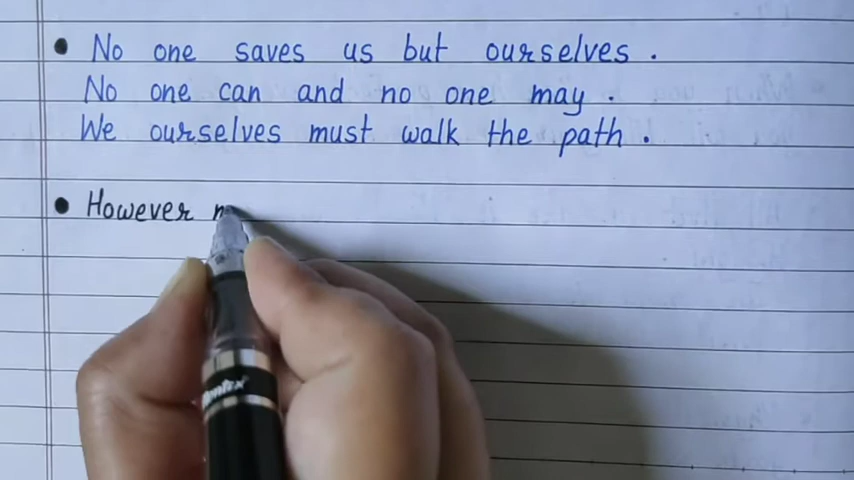 No one saves us but ourselves .
No one can and no one may .
We ourselves must walk the path .
However